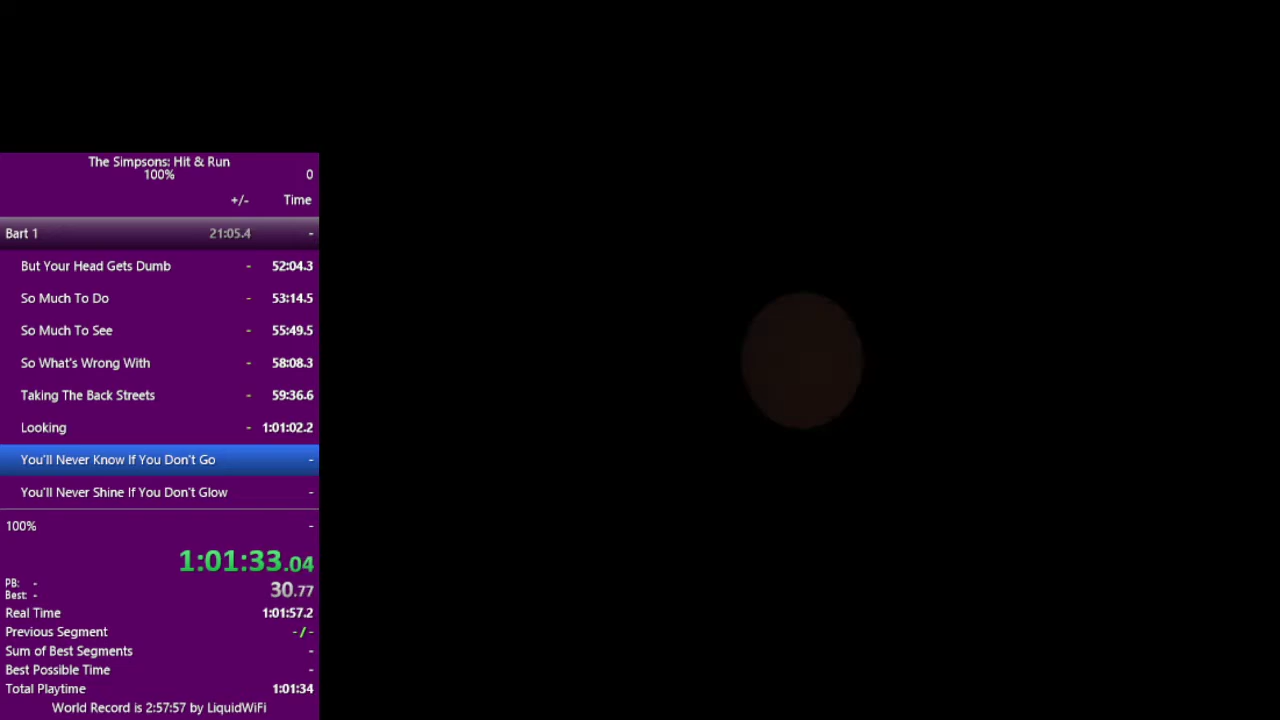 The Simpsons: Hit & Run
100% 0
+/- Time
Bart 1 21:05.4 -
But Your Head Gets Dumb - 52:04.3
So Much To Do - 53:14.5
So Much To See - 55:49.5
So What's Wrong With - 58:08.3
Taking The Back Streets - 59:36.6
Looking - 1:01:02.2
You'll Never Know If You Don't Go -
You'll Never Shine If You Don't Glow -
100% -
1:01:33.04
PB: -
Best: - 30.77
Real Time 1:01:57.2
Previous Segment - / -
Sum of Best Segments -
Best Possible Time -
Total Playtime 1:01:34
World Record is 2:57:57 by LiquidWiFi